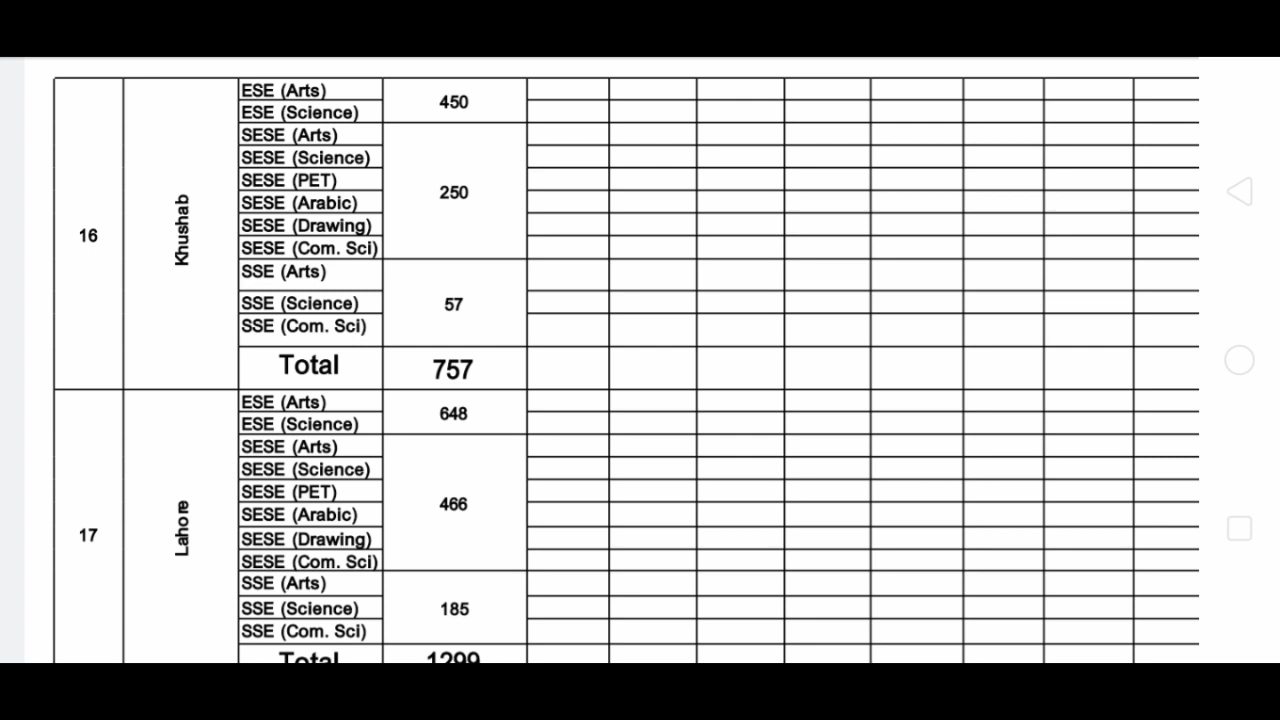 16
Khushab
ESE (Arts)
ESE (Science)
450
SESE (Arts)
SESE (Science)
SESE (PET)
SESE (Arabic)
SESE (Drawing)
SESE (Com. Sci)
250
SSE (Arts)
SSE (Science)
SSE (Com. Sci)
57
Total 757
17
Lahore
ESE (Arts)
ESE (Science)
648
SESE (Arts)
SESE (Science)
SESE (PET)
SESE (Arabic)
SESE (Drawing)
SESE (Com. Sci)
466
SSE (Arts)
SSE (Science)
SSE (Com. Sci)
185
Total 1299